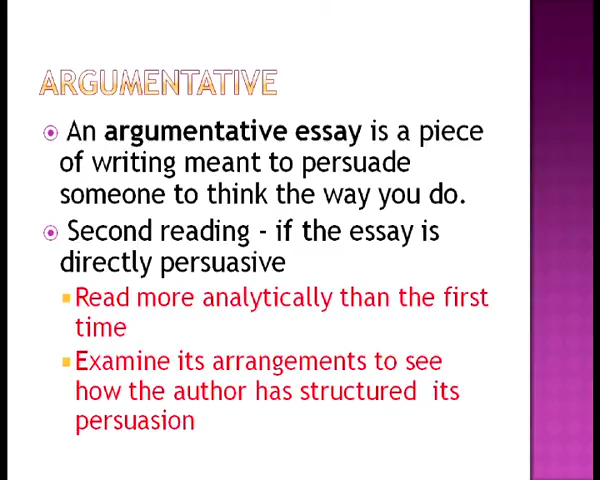 ARGUMENTATIVE
An argumentative essay is a piece
of writing meant to persuade
someone to think the way you do.
Second reading - if the essay is
directly persuasive
Read more analytically than the first
time
Examine its arrangements to see
how the author has structured its
persuasion